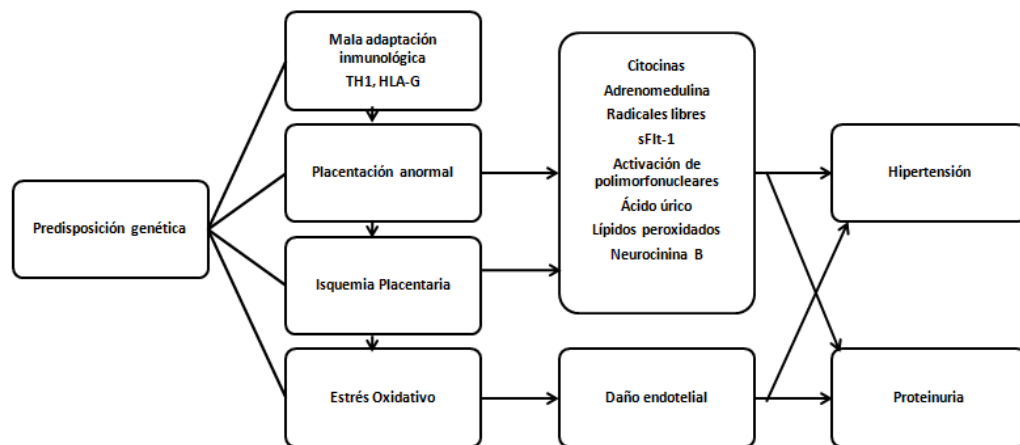 Predisposición genética
Mala adaptación
inmunológica
TH1, HLA-G
Placentación anormal
Isquemia Placentaria
Estrés Oxidativo
Citocinas
Adrenomedulina
Radicales libres
sFlt-1
Activación de
polimorfonucleares
Ácido úrico
Lípidos peroxidados
Neurocinina B
Daño endotelial
Hipertensión
Proteinuria